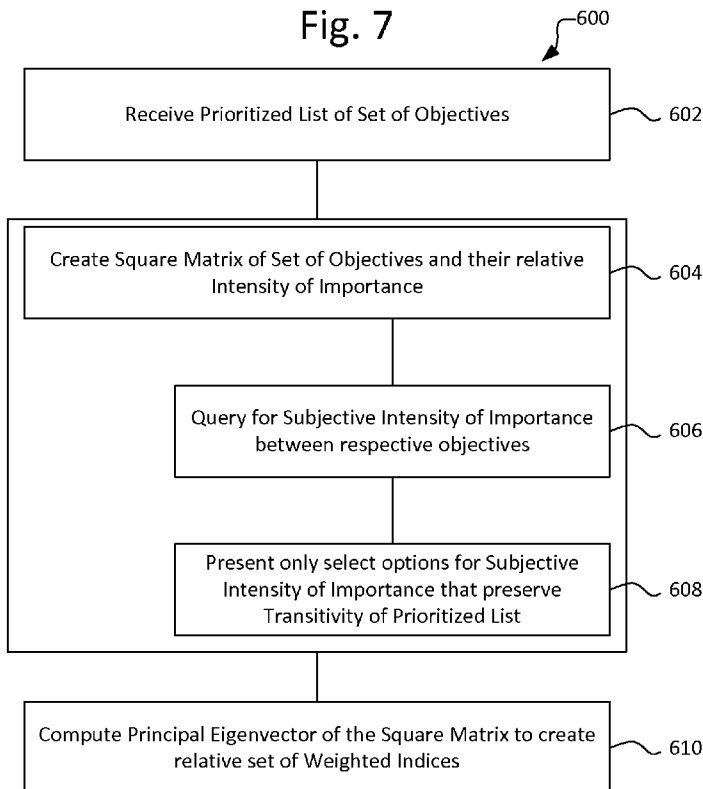 Fig. 7
600
Receive Prioritized List of Set of Objectives
602
Create Square Matrix of Set of Objectives and their relative
Intensity of Importance
604
Query for Subjective Intensity of Importance
between respective objectives
606
Present only select options for Subjective
Intensity of Importance that preserve
Transitivity of Prioritized List
608
Compute Principal Eigenvector of the Square Matrix to create
relative set of Weighted Indices
610